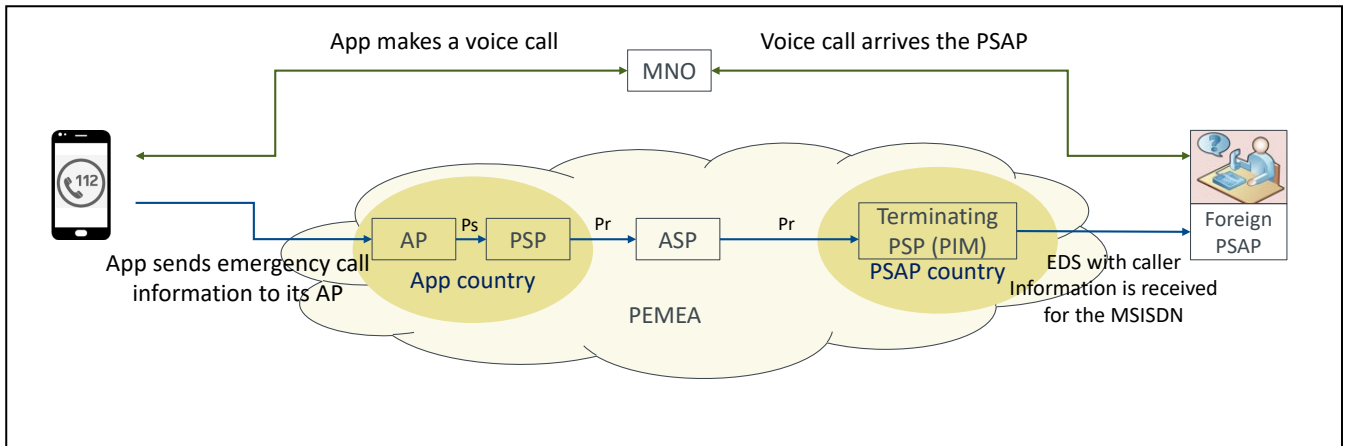 App makes a voice call
Voice call arrives the PSAP
MNO
112
AP
Ps
PSP
Pr
ASP
Pr
Terminating
PSP (PIM)
Foreign
PSAP
App sends emergency call
information to its AP
App country
PSAP country
EDS with caller
Information is received
for the MSISDN
PEMEA
?